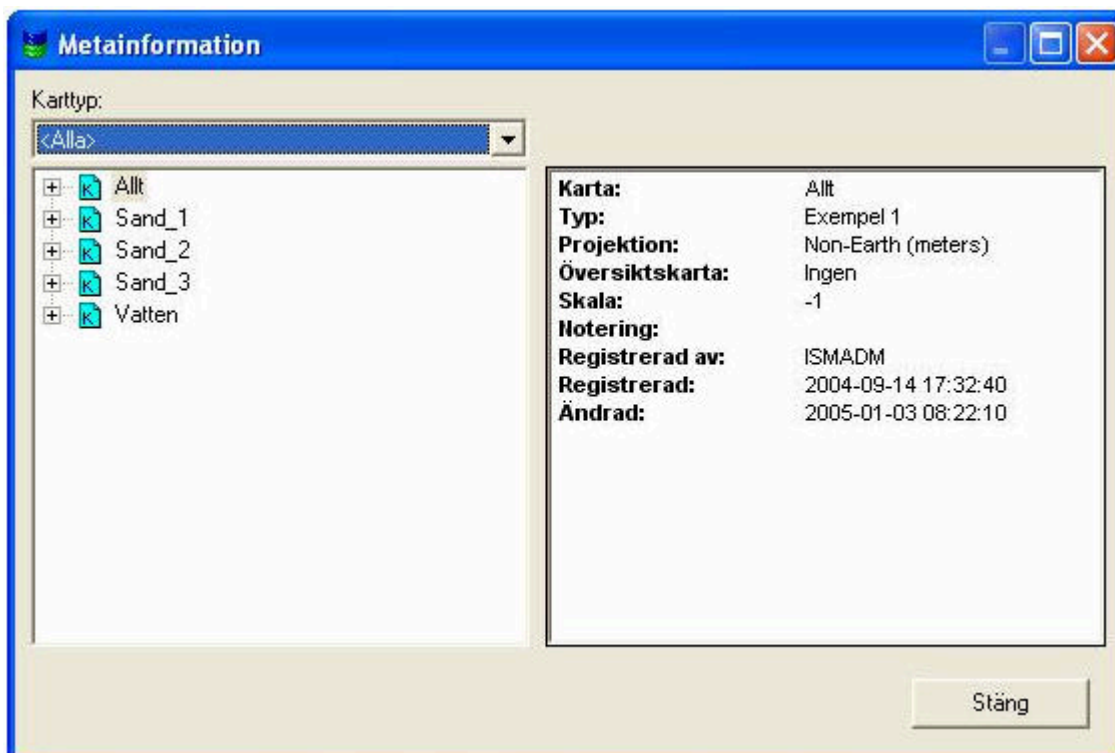 Metainformation
Karttyp:
<Alla>
Allt
Sand_1
Sand_2
Sand_3
Vatten
Karta: Allt
Typ: Exempel 1
Projektion: Non-Earth (meters)
Översiktskarta: Ingen
Skala: -1
Notering:
Registrerad av: ISMADM
Registrerad: 2004-09-14 17:32:40
Ändrad: 2005-01-03 08:22:10
Stäng